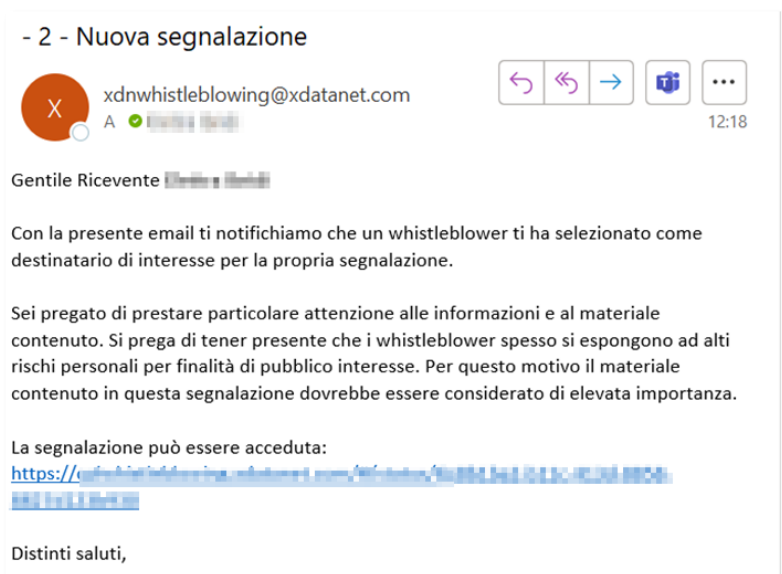 - 2 - Nuova segnalazione
X
xdnwhistleblowing@xdatanet.com
A
12:18
Gentile Ricevente
Con la presente email ti notifichiamo che un whistleblower ti ha selezionato come
destinatario di interesse per la propria segnalazione.
Sei pregato di prestare particolare attenzione alle informazioni e al materiale
contenuto. Si prega di tener presente che i whistleblower spesso si espongono ad alti
rischi personali per finalità di pubblico interesse. Per questo motivo il materiale
contenuto in questa segnalazione dovrebbe essere considerato di elevata importanza.
La segnalazione può essere acceduta:
https://
Distinti saluti,